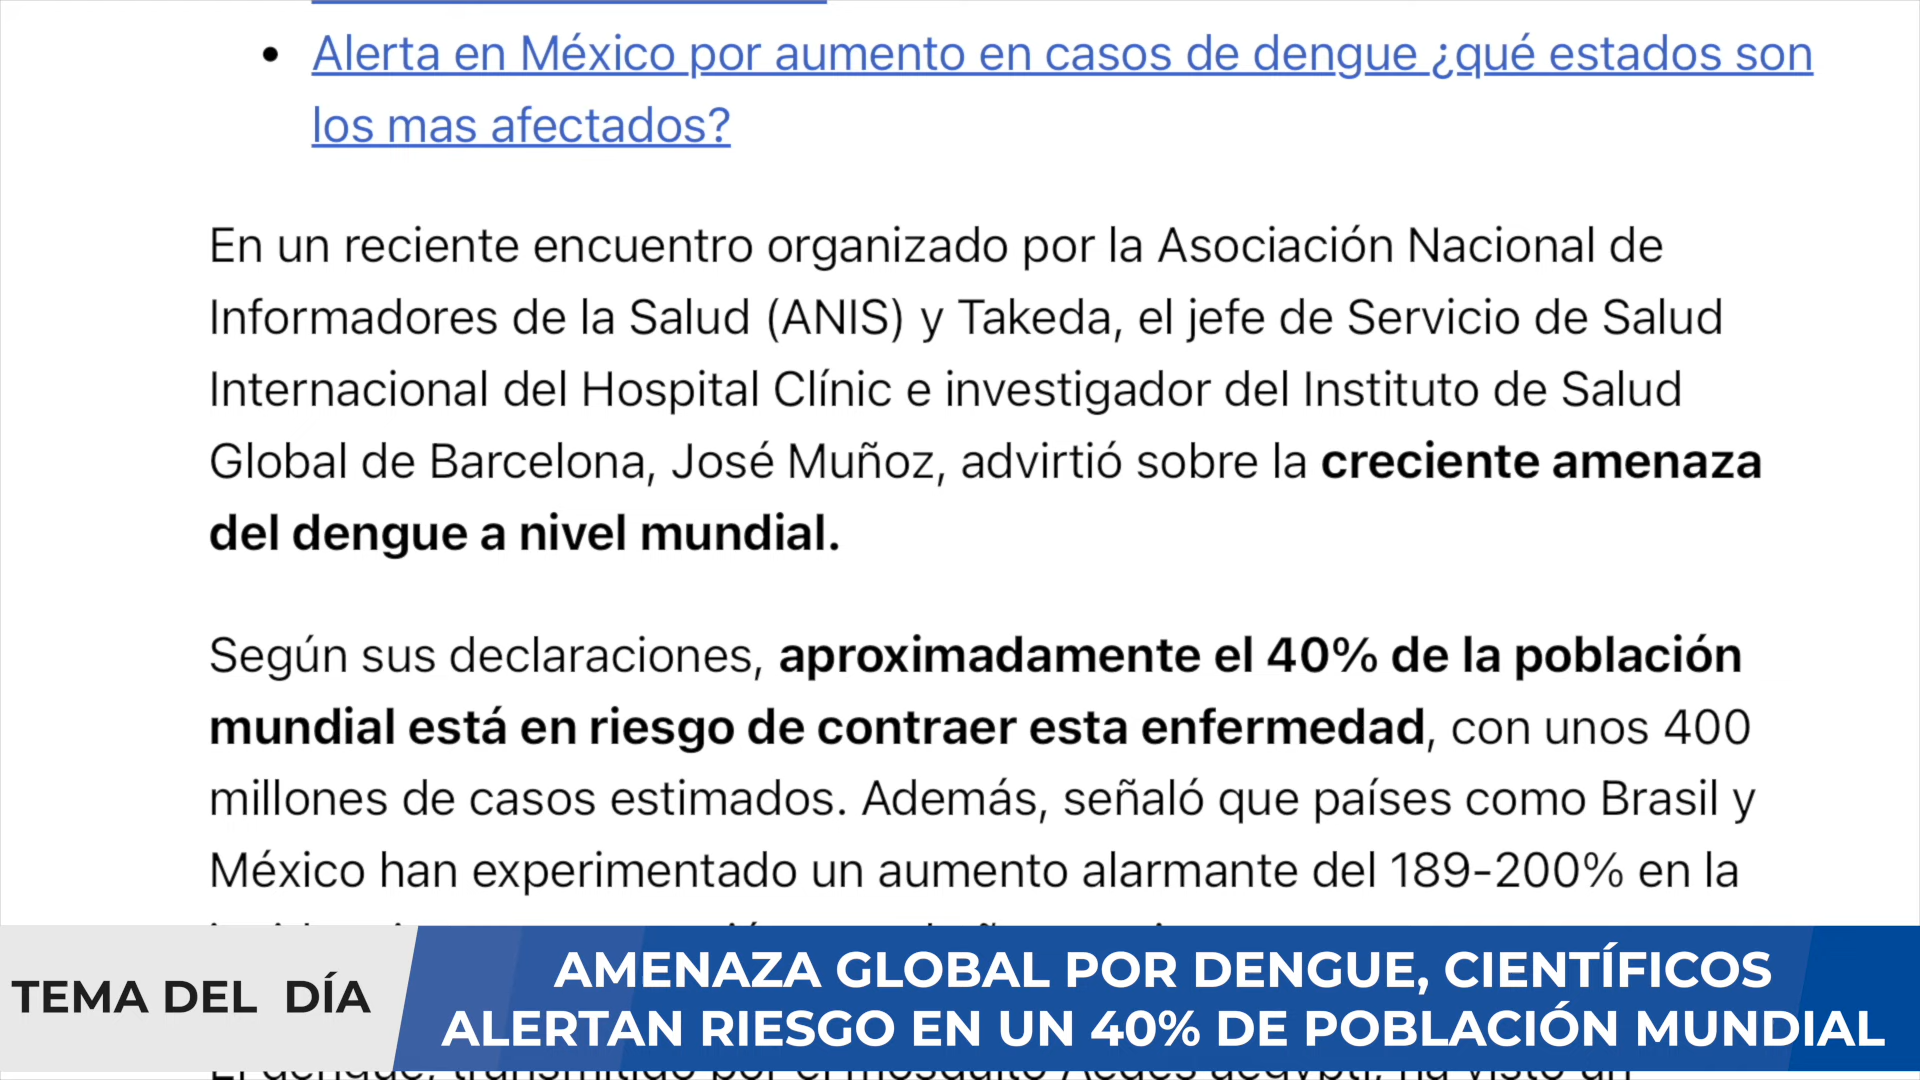 Alerta en México por aumento en casos de dengue ¿qué estados son
los mas afectados?
En un reciente encuentro organizado por la Asociación Nacional de
Informadores de la Salud (ANIS) y Takeda, el jefe de Servicio de Salud
Internacional del Hospital Clínic e investigador del Instituto de Salud
Global de Barcelona, José Muñoz, advirtió sobre la creciente amenaza
del dengue a nivel mundial.
Según sus declaraciones, aproximadamente el 40% de la población
mundial está en riesgo de contraer esta enfermedad, con unos 400
millones de casos estimados. Además, señaló que países como Brasil y
México han experimentado un aumento alarmante del 189-200% en la
TEMA DEL DÍA
AMENAZA GLOBAL POR DENGUE, CIENTÍFICOS
ALERTAN RIESGO EN UN 40% DE POBLACIÓN MUNDIAL